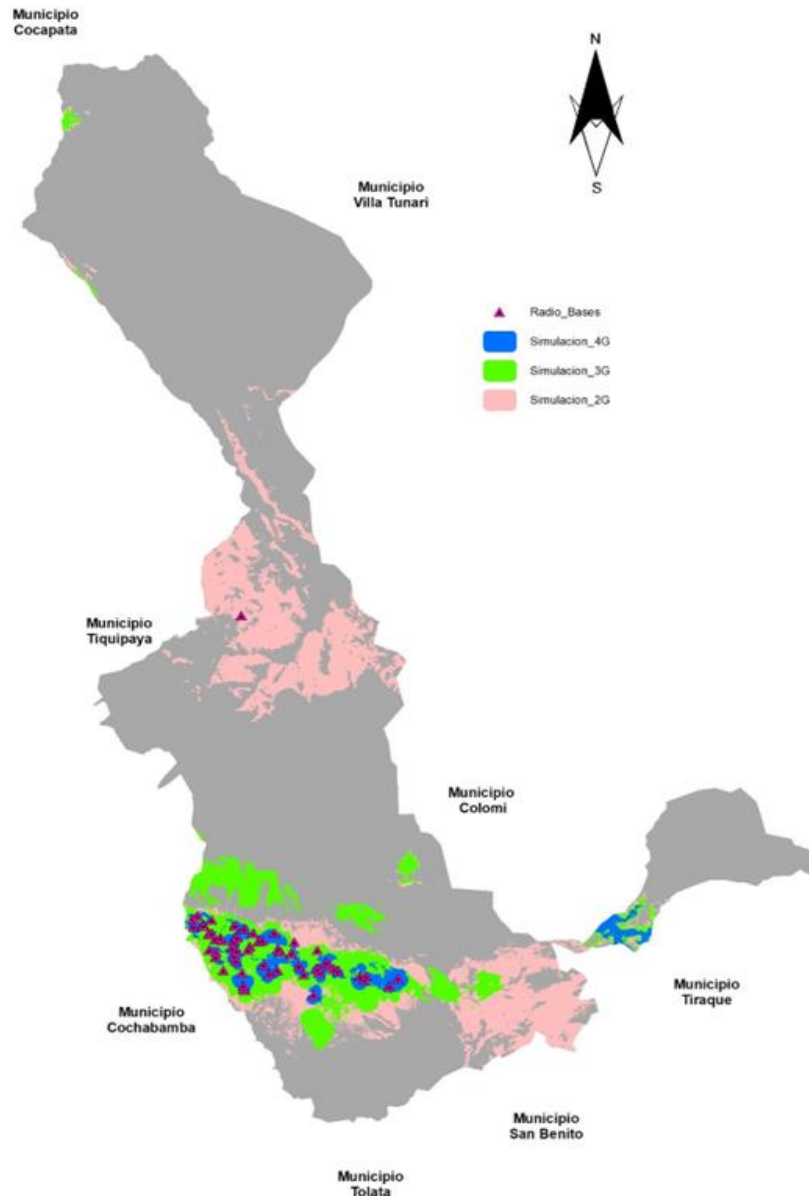 Municipio
Cocapata
N
S
Municipio
Villa Tunari
Radio_Bases
Simulacion_4G
Simulacion_3G
Simulacion_2G
Municipio
Tiquipaya
Municipio
Colomi
Municipio
Cochabamba
Municipio
Tiraque
Municipio
San Benito
Municipio
Tolata